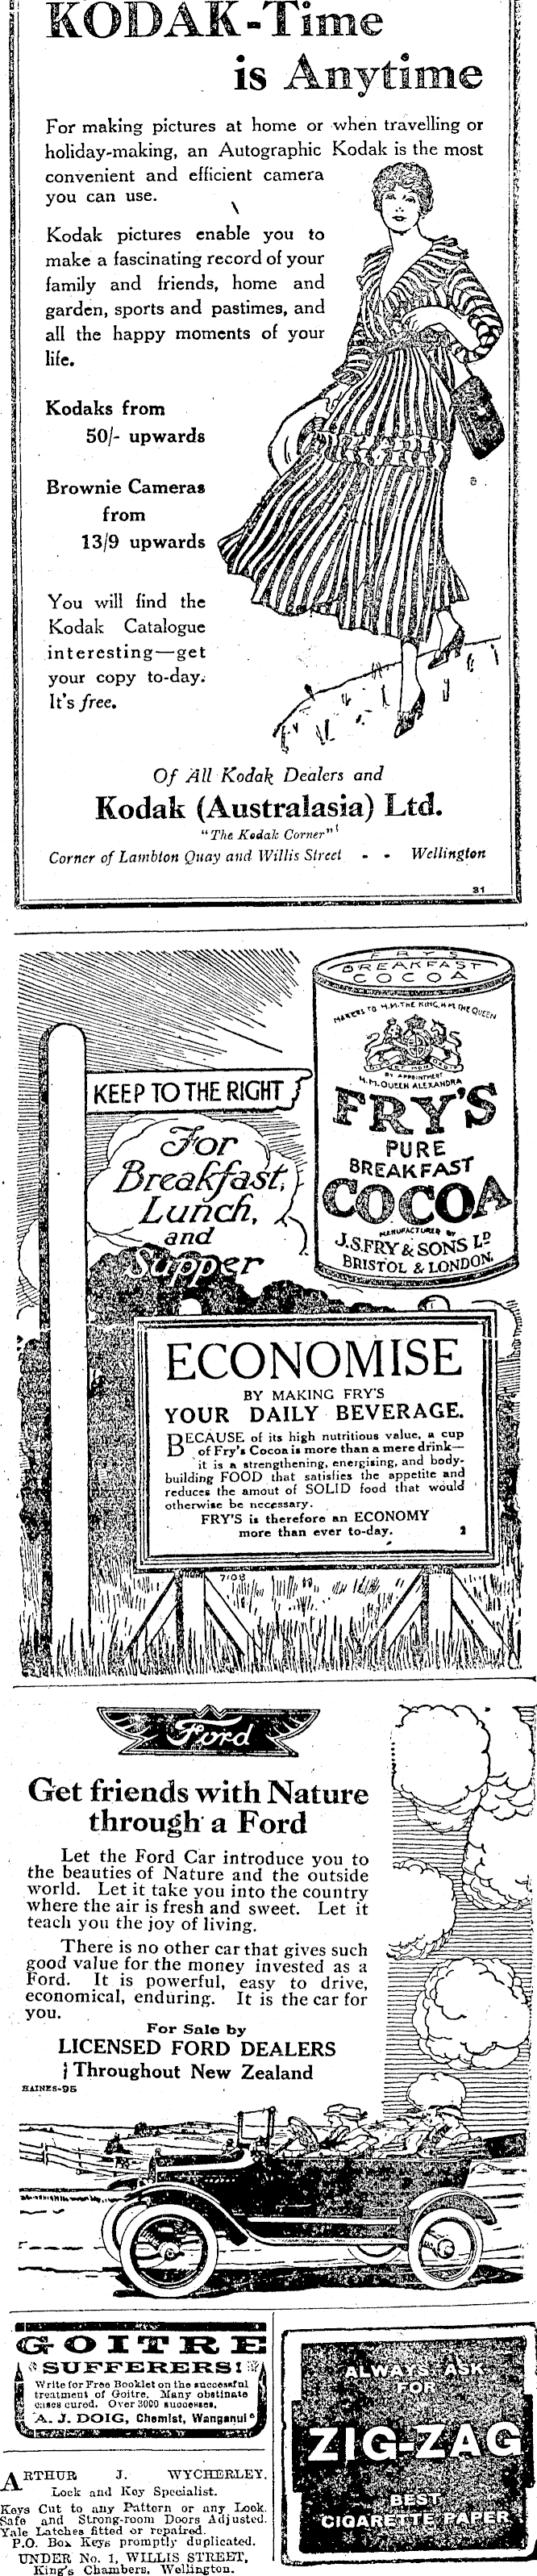 KODAK-Time
is Anytime
For making pictures at home or when travelling or
holiday-making, an Autographic Kodak is the most
convenient and efficient camera
you can use.
Kodak pictures enable you to
make a fascinating record of your
family and friends, home and
garden, sports and pastimes, and
all the happy moments of your
life.
Kodaks from
50/- upwards
Brownie Cameras
from
13/9 upwards
You will find the
Kodak Catalogue
interesting—get
your copy to-day.
It's free.
Of All Kodak Dealers and
Kodak (Australasia) Ltd.
"The Kodak Corner"
Corner of Lambton Quay and Willis Street - - Wellington
31
FRY'S
BREAKFAST
COCOA
MAKERS TO H.M. THE KING, H.M. THE QUEEN
BY APPOINTMENT
H.M. QUEEN ALEXANDRA
FRY'S
PURE
BREAKFAST
COCOA
MANUFACTURED BY
J.S. FRY & SONS LD
BRISTOL & LONDON.
KEEP TO THE RIGHT
For
Breakfast,
Lunch,
and
Supper
ECONOMISE
BY MAKING FRY'S
YOUR DAILY BEVERAGE.
BECAUSE of its high nutritious value, a cup
of Fry's Cocoa is more than a mere drink—
it is a strengthening, energising, and body-
building FOOD that satisfies the appetite and
reduces the amout of SOLID food that would
otherwise be necessary.
FRY'S is therefore an ECONOMY
more than ever to-day. 2
7108
Ford
Get friends with Nature
through a Ford
Let the Ford Car introduce you to
the beauties of Nature and the outside
world. Let it take you into the country
where the air is fresh and sweet. Let it
teach you the joy of living.
There is no other car that gives such
good value for the money invested as a
Ford. It is powerful, easy to drive,
economical, enduring. It is the car for
you.
For Sale by
LICENSED FORD DEALERS
Throughout New Zealand
HAINES-95
GOITRE
SUFFERERS!
Write for Free Booklet on the successful
treatment of Goitre. Many obstinate
cases cured. Over 2000 successes.
A. J. DOIG, Chemist, Wanganui
ARTHUR J. WYCHERLEY,
Lock and Key Specialist.
Keys Cut to any Pattern or any Lock.
Safe and Strong-room Doors Adjusted.
Yale Latches fitted or repaired.
P.O. Box Keys promptly duplicated.
UNDER No. 1, WILLIS STREET,
King's Chambers, Wellington.
ALWAYS ASK
FOR
ZIG-ZAG
BEST
CIGARETTE PAPER